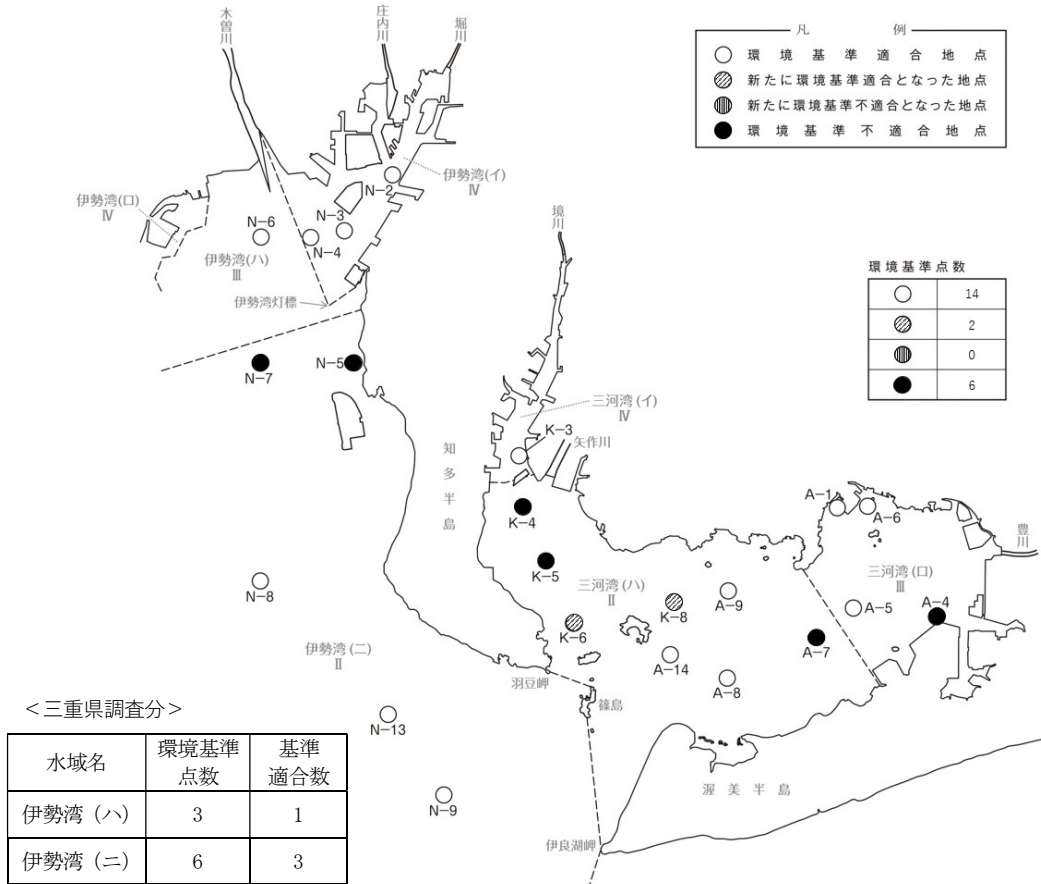 木曽川
庄内川
堀川
凡 例
環境基準適合地点
新たに環境基準適合となった地点
新たに環境基準不適合となった地点
環境基準不適合地点
伊勢湾(イ)
Ⅳ
N-2
伊勢湾(ロ)
Ⅳ
N-6
N-3
N-4
伊勢湾(ハ)
Ⅲ
伊勢湾灯標
境川
環境基準点数
14
2
0
6
N-7
N-5
三河湾(イ)
Ⅳ
K-3
矢作川
知多半島
K-4
A-1
A-6
豊川
K-5
三河湾(ハ)
Ⅱ
三河湾(ロ)
Ⅲ
N-8
A-9
A-5
A-4
K-6
K-8
A-7
伊勢湾(ニ)
Ⅱ
A-14
A-8
羽豆岬
篠島
N-13
渥美半島
N-9
伊良湖岬
<三重県調査分>
水域名 環境基準点数 基準適合数
伊勢湾(ハ) 3 1
伊勢湾(ニ) 6 3